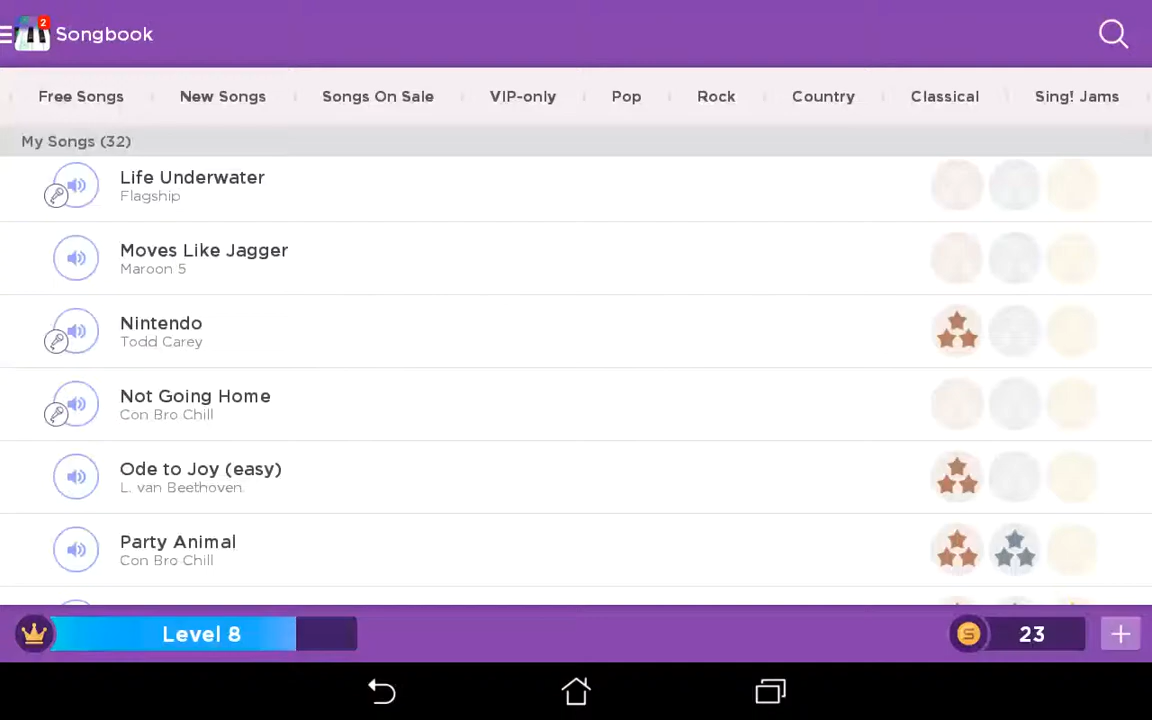 2
Songbook
Free Songs
New Songs
Songs On Sale
VIP-only
Pop
Rock
Country
Classical
Sing! Jams
My Songs (32)
Life Underwater
Flagship
Moves Like Jagger
Maroon 5
Nintendo
Todd Carey
Not Going Home
Con Bro Chill
Ode to Joy (easy)
L. van Beethoven.
Party Animal
Con Bro Chill
Level 8
S
23